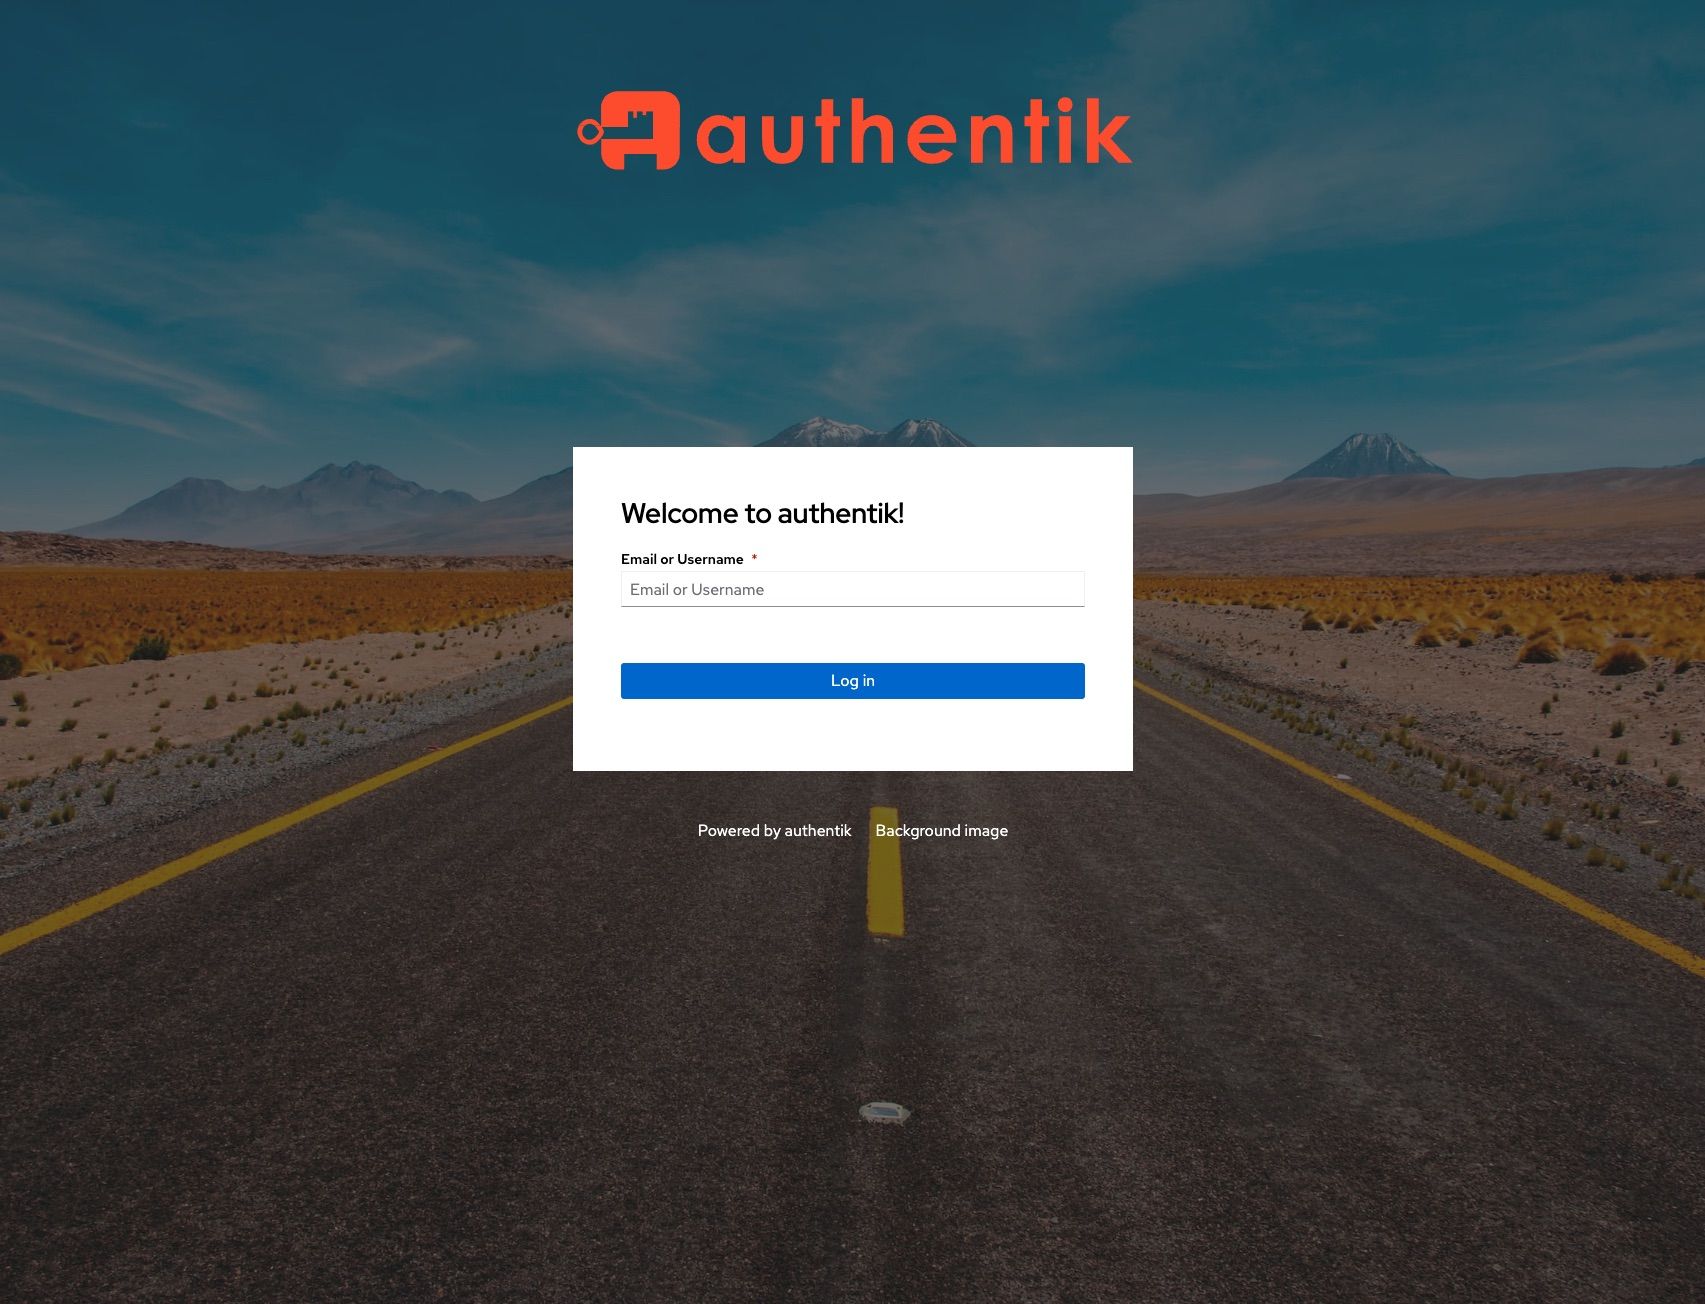 authentik
Welcome to authentik!
Email or Username *
Email or Username
Log in
Powered by authentik Background image